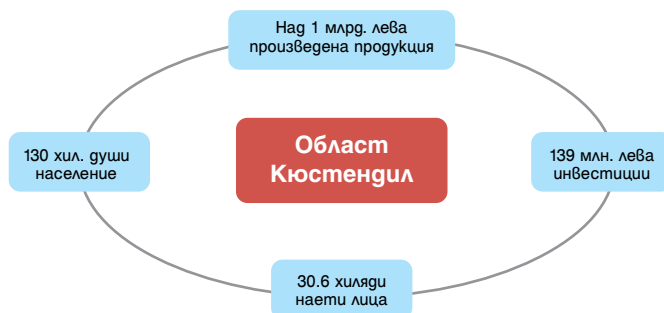 Над 1 млрд. лева
произведена продукция
130 хил. души
население
Област
Кюстендил
139 млн. лева
инвестиции
30.6 хиляди
наети лица